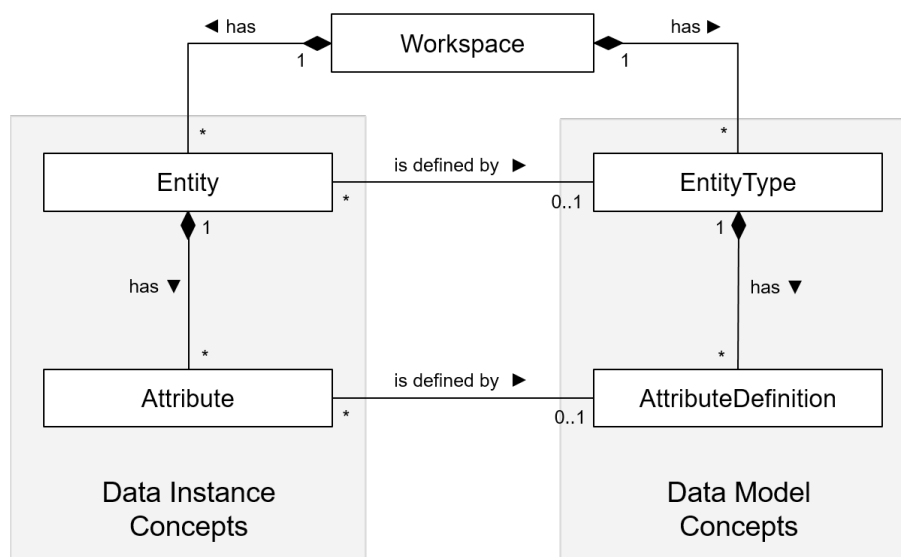 ◄ has
Workspace
has ►
1
1
*
*
Entity
is defined by ►
EntityType
*
0..1
1
1
has ▼
has ▼
*
*
Attribute
is defined by ►
AttributeDefinition
*
0..1
Data Instance
Concepts
Data Model
Concepts